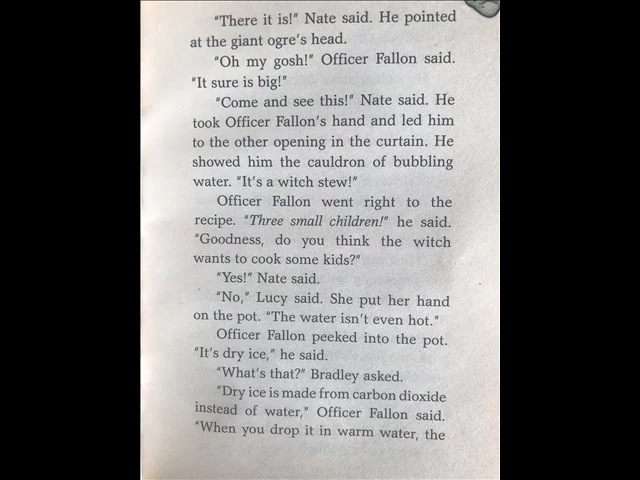 "There it is!" Nate said. He pointed
at the giant ogre's head.
"Oh my gosh!" Officer Fallon said.
"It sure is big!"
"Come and see this!" Nate said. He
took Officer Fallon's hand and led him
to the other opening in the curtain. He
showed him the cauldron of bubbling
water. "It's a witch stew!"
Officer Fallon went right to the
recipe. "Three small children!" he said.
"Goodness, do you think the witch
wants to cook some kids?"
"Yes!" Nate said.
"No," Lucy said. She put her hand
on the pot. "The water isn't even hot."
Officer Fallon peeked into the pot.
"It's dry ice," he said.
"What's that?" Bradley asked.
"Dry ice is made from carbon dioxide
instead of water," Officer Fallon said.
"When you drop it in warm water, the